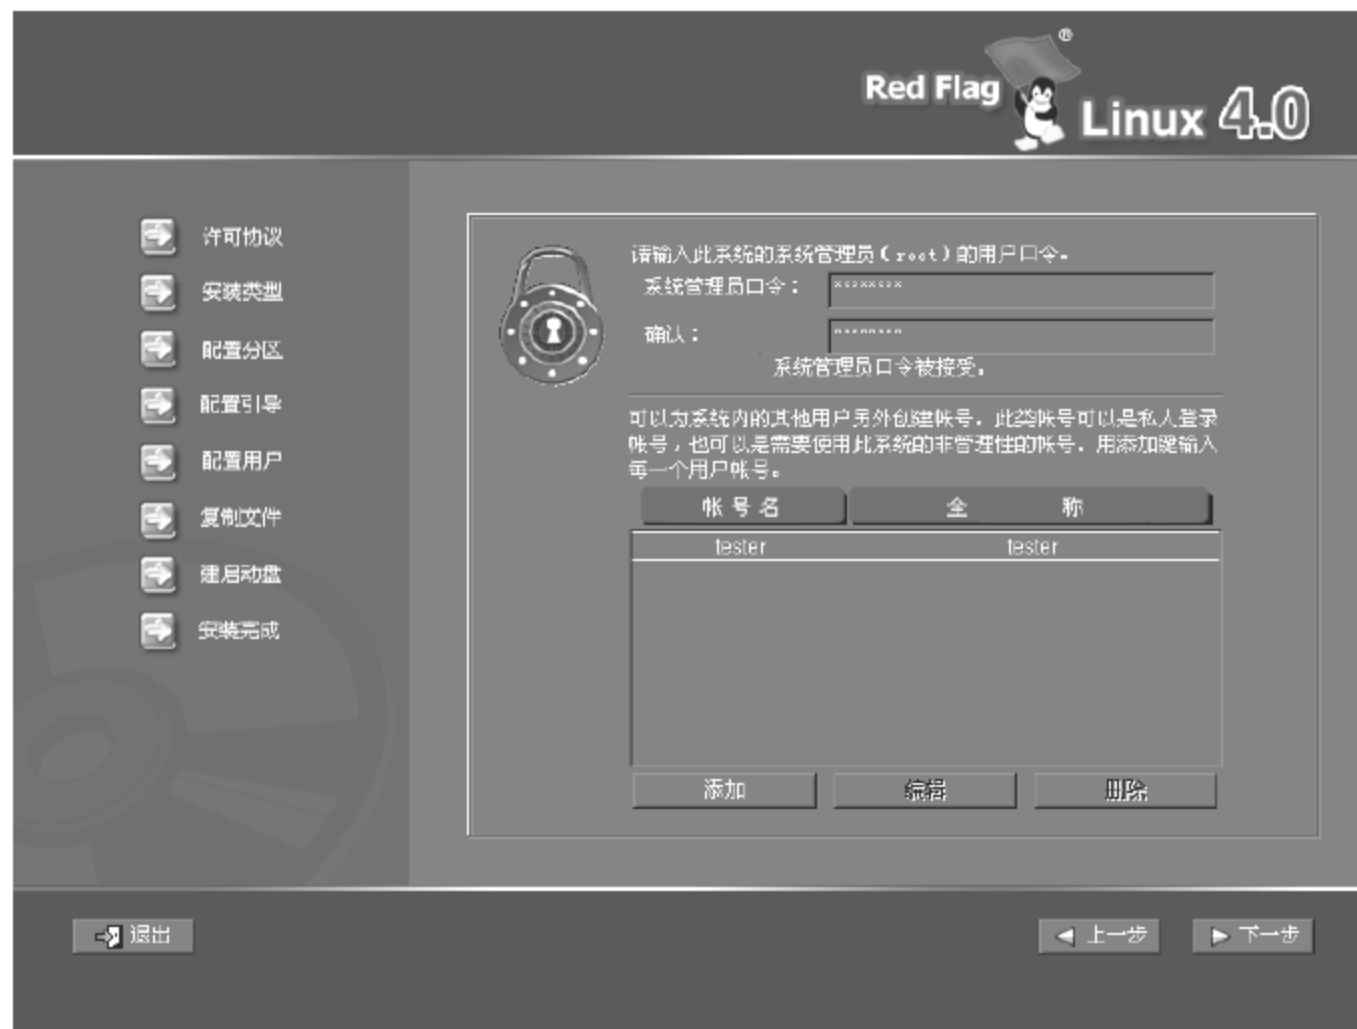 Red Flag
®
Linux 4.0
许可协议
安装类型
配置分区
配置引导
配置用户
复制文件
建启动盘
安装完成
请输入此系统的系统管理员(root)的用户口令。
系统管理员口令: ********
确认: ********
系统管理员口令被接受。
可以为系统内的其他用户另外创建帐号。此类帐号可以是私人登录
帐号,也可以是需要使用此系统的非管理性的帐号。用添加键输入
每一个用户帐号。
帐号名 全 称
tester tester
添加 编辑 删除
退出 上一步 下一步